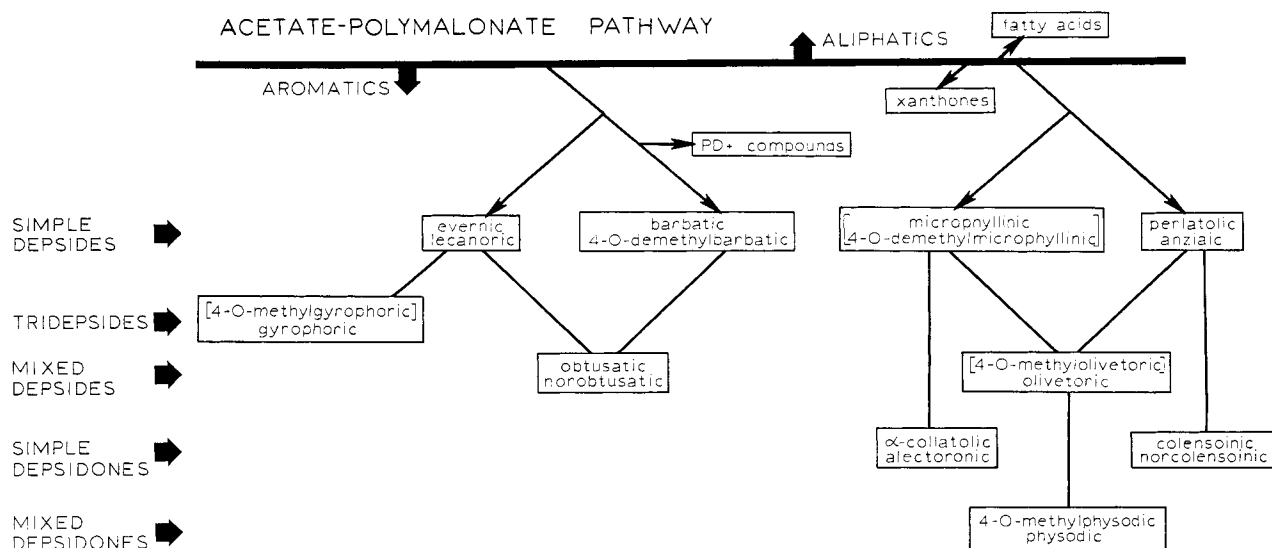 ACETATE-POLYMALONATE PATHWAY
fatty acids
ALIPHATICS
AROMATICS
xanthones
PD+ compounds
SIMPLE
DEPSIDES
evernic
lecanoric
barbatic
4-O-demethylbarbatic
microphyllinic
[4-O-demethylmicrophyllinic]
perlatolic
anziaic
TRIDEPSIDES
[4-O-methylgyrophoric]
gyrophoric
MIXED
DEPSIDES
obtusatic
norobtusatic
[4-O-methylolivetoric]
olivetoric
SIMPLE
DEPSIDONES
α-collatolic
alectoronic
colensoinic
norcolensoinic
MIXED
DEPSIDONES
4-O-methylphysodic
physodic